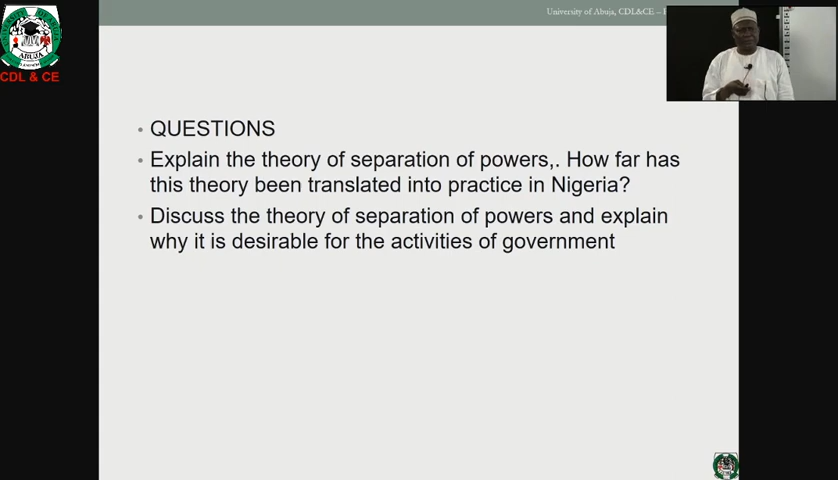 University of Abuja, CDL&CE –
ABUJA
CDL & CE
• QUESTIONS
• Explain the theory of separation of powers,. How far has
this theory been translated into practice in Nigeria?
• Discuss the theory of separation of powers and explain
why it is desirable for the activities of government